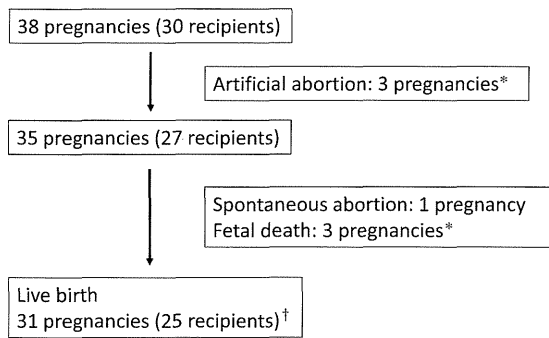 38 pregnancies (30 recipients)
Artificial abortion: 3 pregnancies*
35 pregnancies (27 recipients)
Spontaneous abortion: 1 pregnancy
Fetal death: 3 pregnancies*
Live birth
31 pregnancies (25 recipients)†